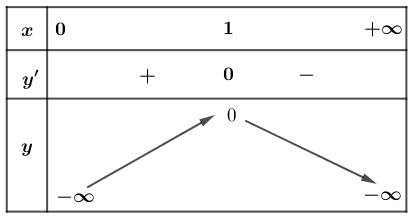 x 0 1 +∞
y′ + 0 −
0
y
−∞ −∞